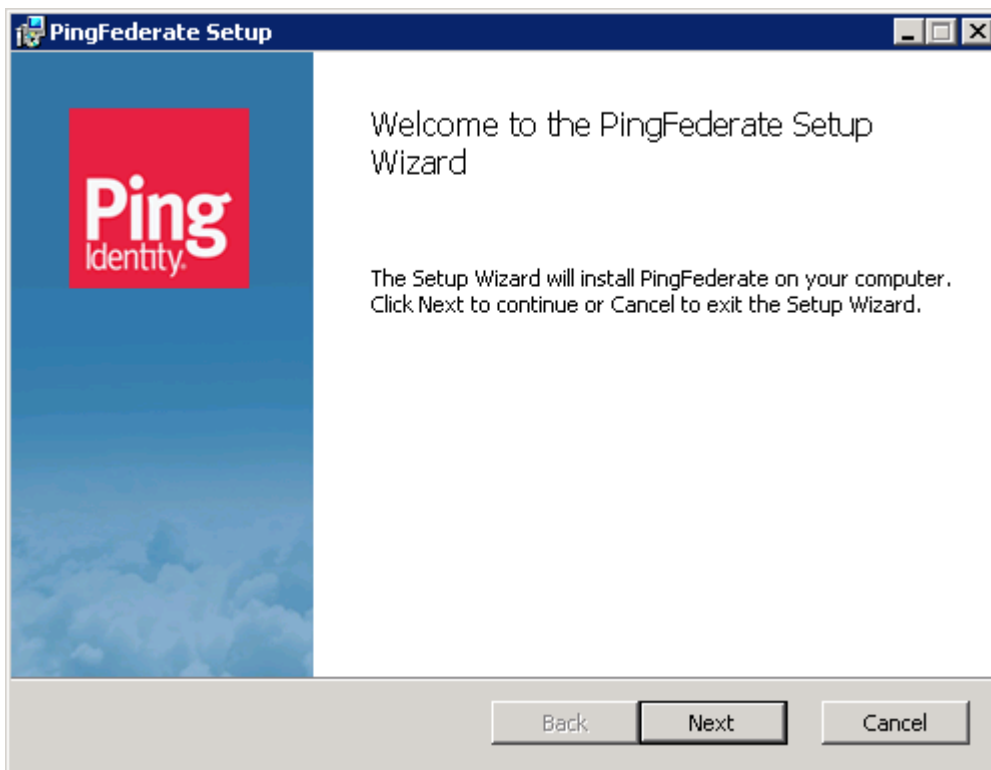 PingFederate Setup
Ping
Identity.
Welcome to the PingFederate Setup
Wizard
The Setup Wizard will install PingFederate on your computer.
Click Next to continue or Cancel to exit the Setup Wizard.
Back
Next
Cancel